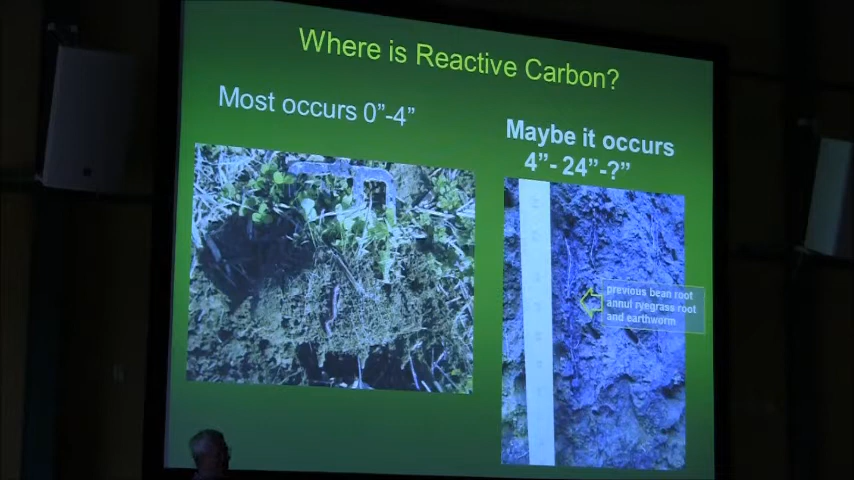 Where is Reactive Carbon?
Most occurs 0”-4”
Maybe it occurs
4”- 24”-?”
previous bean root
annul ryegrass root
and earthworm